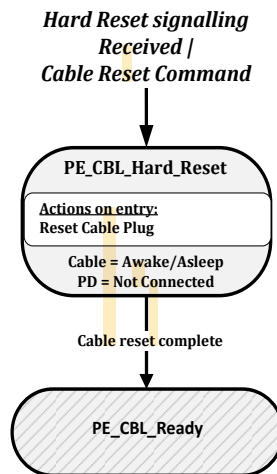 Hard Reset signalling
Received |
Cable Reset Command
PE_CBL_Hard_Reset
Actions on entry:
Reset Cable Plug
Cable = Awake/Asleep
PD = Not Connected
Cable reset complete
PE_CBL_Ready